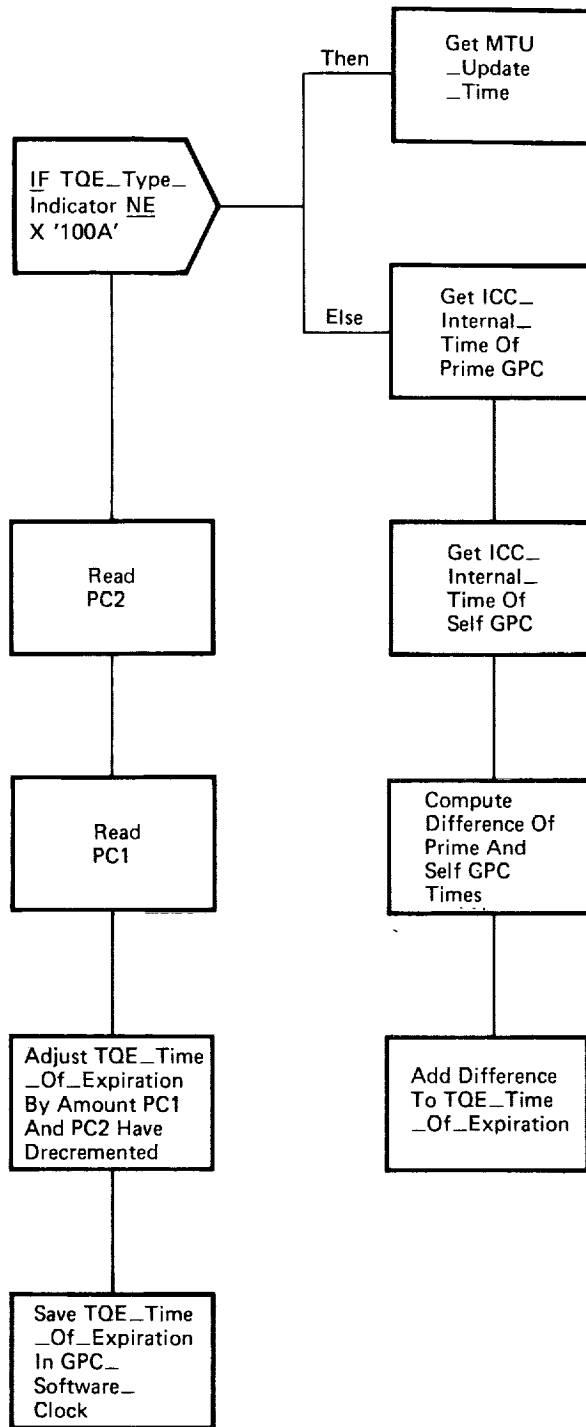 Then
Get MTU
_Update
_Time
IF TQE_Type_
Indicator NE
X '100A'
Else
Get ICC_
Internal_
Time Of
Prime GPC
Read
PC2
Get ICC_
Internal_
Time Of
Self GPC
Read
PC1
Compute
Difference Of
Prime And
Self GPC
Times
Adjust TQE_Time
_Of_Expiration
By Amount PC1
And PC2 Have
Drecremented
Add Difference
To TQE_Time
_Of_Expiration
Save TQE_Time
_Of_Expiration
In GPC_
Software_
Clock